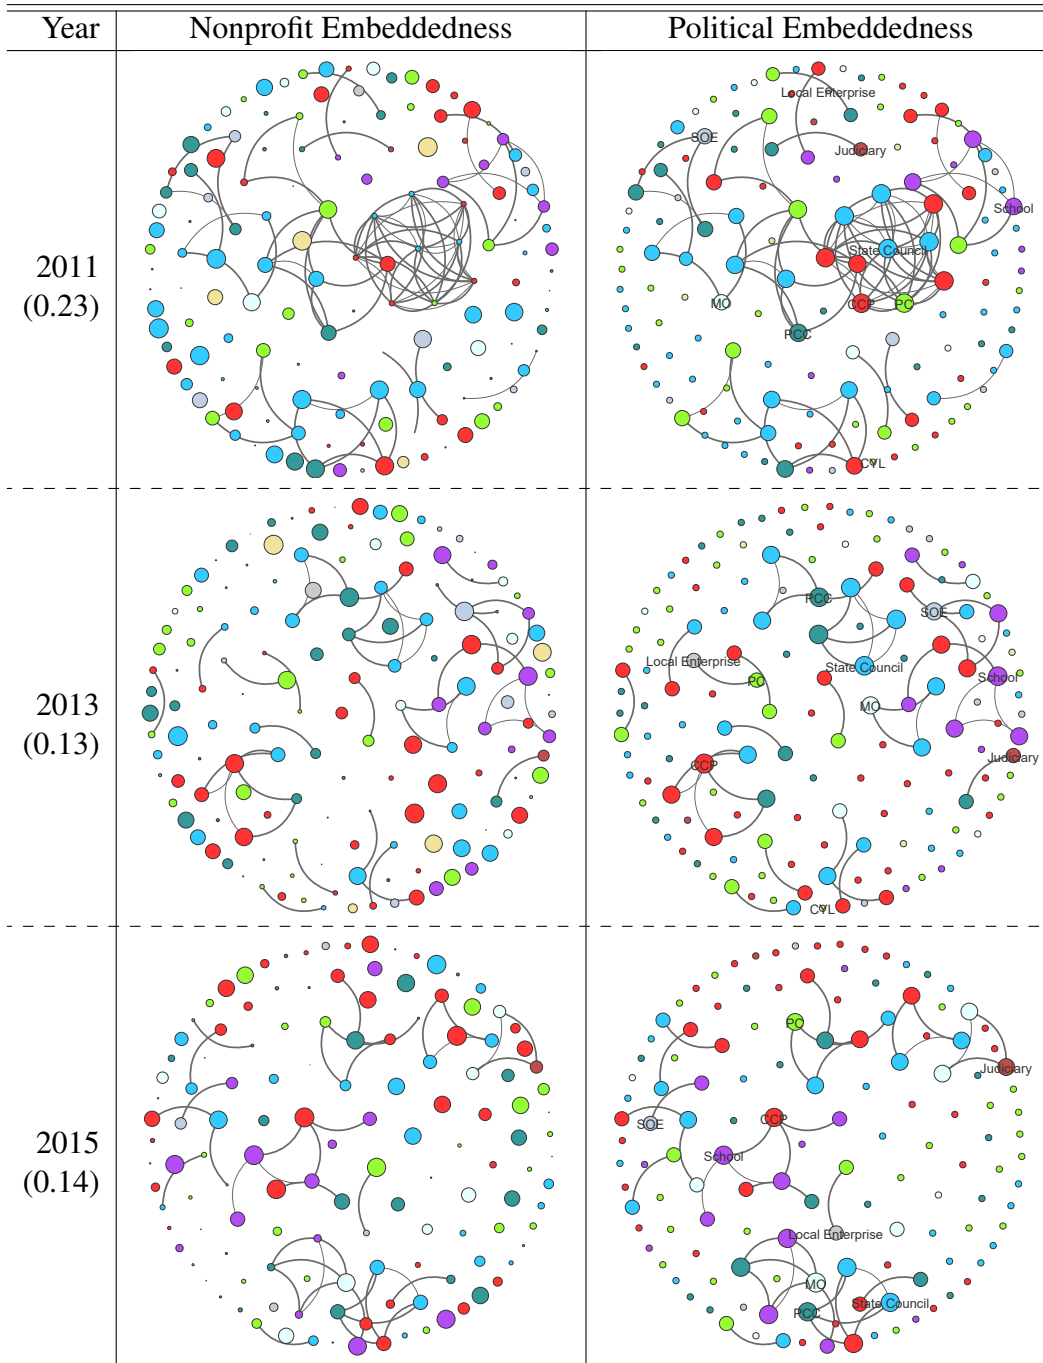 Year Nonprofit Embeddedness Political Embeddedness
Local Enterprise
SOE
Judiciary
School
2011
(0.23)
State Council
MO CCP PC
PCC
CYL
PCC SOE
Local Enterprise State Council School
PC
2013
(0.13)
MO
CCP Judiciary
CYL
PC
Judiciary
CCP
SOE
2015
(0.14)
School
Local Enterprise
MO
PCC State Council